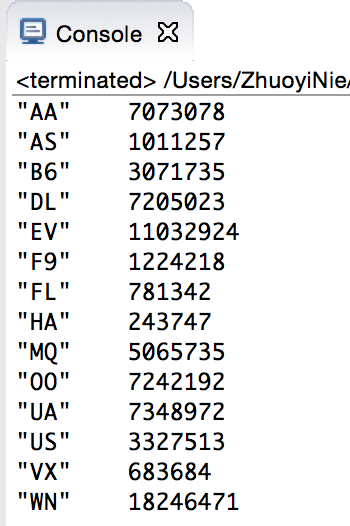 Console
<terminated> /Users/ZhuoyiNie/
"AA" 7073078
"AS" 1011257
"B6" 3071735
"DL" 7205023
"EV" 11032924
"F9" 1224218
"FL" 781342
"HA" 243747
"MQ" 5065735
"OO" 7242192
"UA" 7348972
"US" 3327513
"VX" 683684
"WN" 18246471